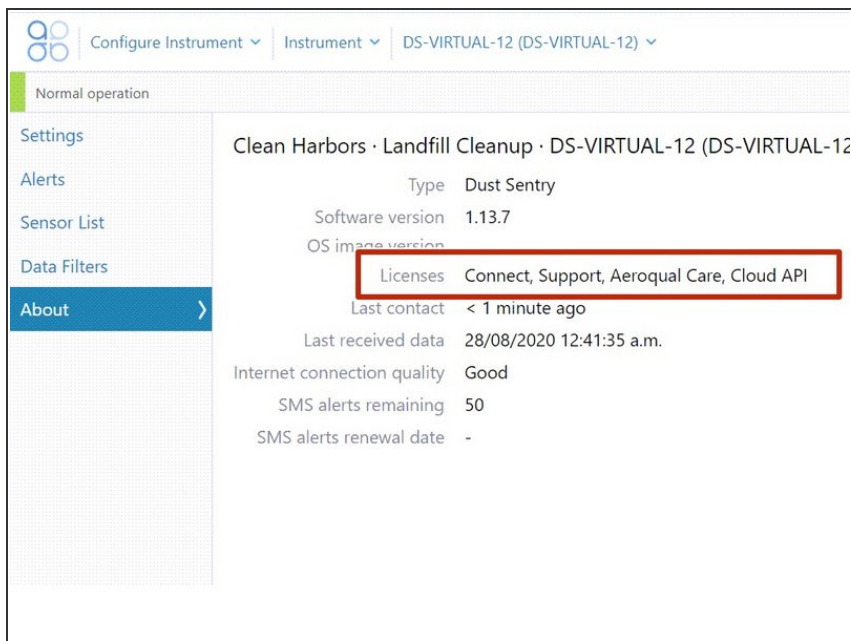 Configure Instrument Instrument DS-VIRTUAL-12 (DS-VIRTUAL-12)
Normal operation
Settings
Alerts
Sensor List
Data Filters
About
Clean Harbors · Landfill Cleanup · DS-VIRTUAL-12 (DS-VIRTUAL-12
Type Dust Sentry
Software version 1.13.7
OS image version
Licenses Connect, Support, Aeroqual Care, Cloud API
Last contact < 1 minute ago
Last received data 28/08/2020 12:41:35 a.m.
Internet connection quality Good
SMS alerts remaining 50
SMS alerts renewal date -